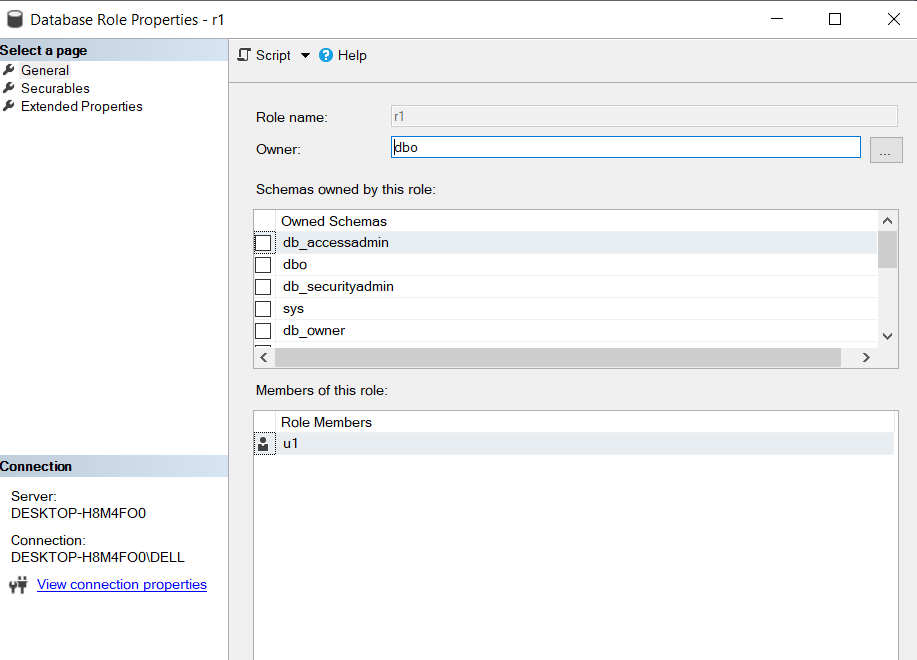 Database Role Properties - r1
Select a page
General
Securables
Extended Properties
Script
Help
Role name:
r1
Owner:
dbo
...
Schemas owned by this role:
Owned Schemas
db_accessadmin
dbo
db_securityadmin
sys
db_owner
Members of this role:
Role Members
u1
Connection
Server:
DESKTOP-H8M4FO0
Connection:
DESKTOP-H8M4FO0\DELL
View connection properties